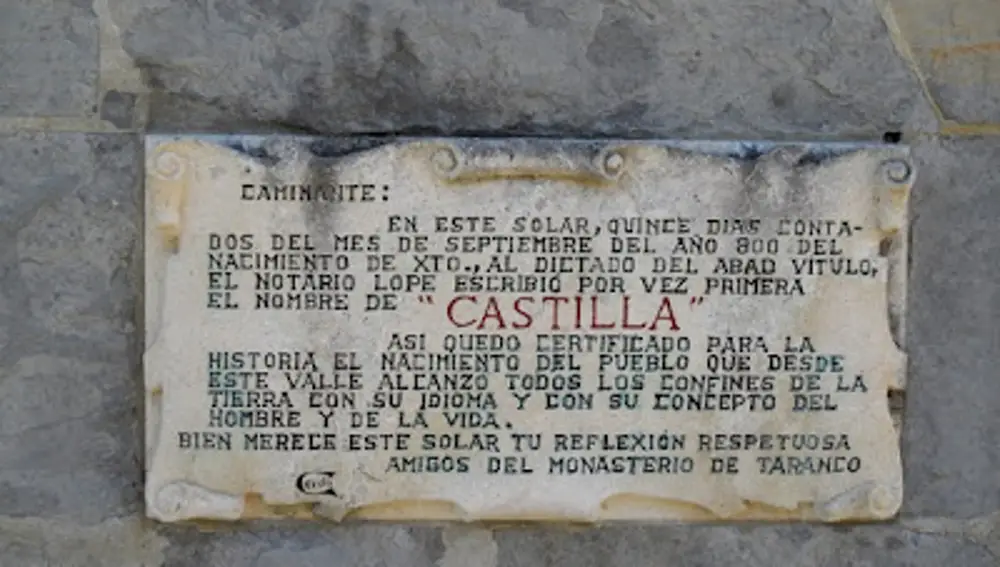 CAMINANTE:
EN ESTE SOLAR, QUINCE DIAS CONTA-
DOS DEL MES DE SEPTIEMBRE DEL AÑO 800 DEL
NACIMIENTO DE XTO., AL DICTADO DEL ABAD VITULO,
EL NOTARIO LOPE ESCRIBIÓ POR VEZ PRIMERA
EL NOMBRE DE "CASTILLA"
ASI QUEDO CERTIFICADO PARA LA
HISTORIA EL NACIMIENTO DEL PUEBLO QUE DESDE
ESTE VALLE ALCANZO TODOS LOS CONFINES DE LA
TIERRA CON SU IDIOMA Y CON SU CONCEPTO DEL
HOMBRE Y DE LA VIDA.
BIEN MERECE ESTE SOLAR TU REFLEXIÓN RESPETUOSA
AMIGOS DEL MONASTERIO DE TARANCO